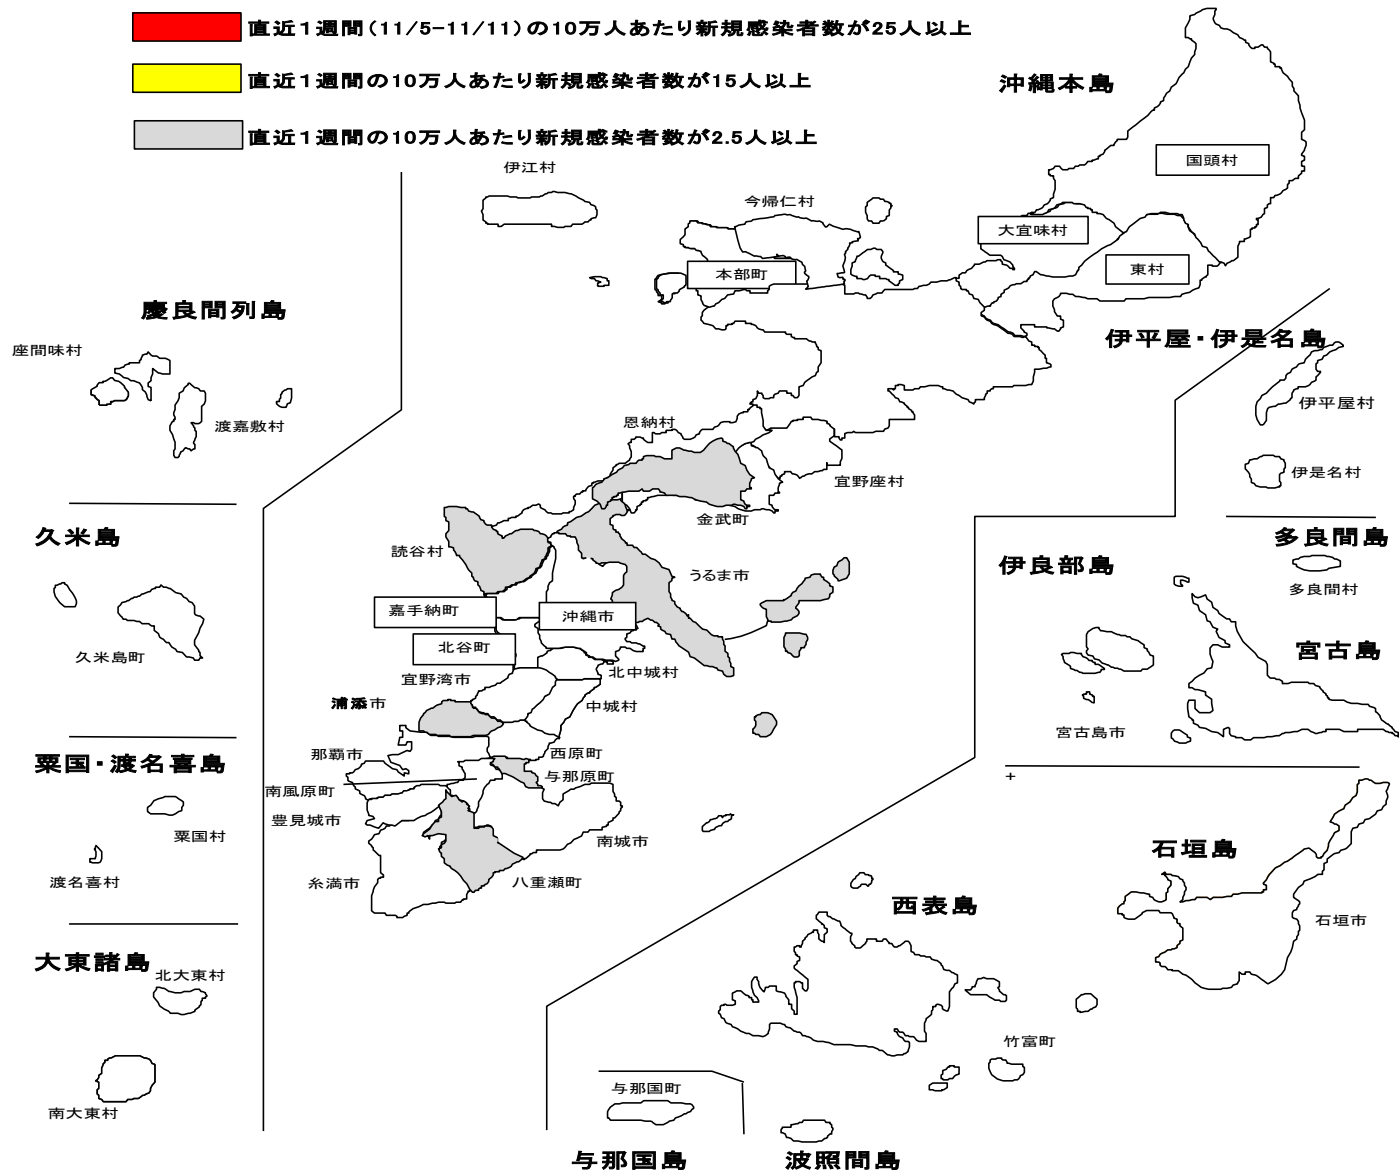 直近1週間(11/5-11/11)の10万人あたり新規感染者数が25人以上
直近1週間の10万人あたり新規感染者数が15人以上
直近1週間の10万人あたり新規感染者数が2.5人以上
沖縄本島
国頭村
伊江村
今帰仁村
大宜味村
本部町
東村
慶良間列島
座間味村
渡嘉敷村
伊平屋・伊是名島
伊平屋村
伊是名村
恩納村
宜野座村
金武町
久米島
久米島町
読谷村
うるま市
嘉手納町
沖縄市
北谷町
北中城村
宜野湾市
浦添市
中城村
那覇市
西原町
与那原町
南風原町
豊見城市
南城市
糸満市
八重瀬町
多良間島
多良間村
伊良部島
宮古島
宮古島市
+
粟国・渡名喜島
粟国村
渡名喜村
石垣島
石垣市
西表島
竹富町
大東諸島
北大東村
南大東村
与那国町
与那国島
波照間島